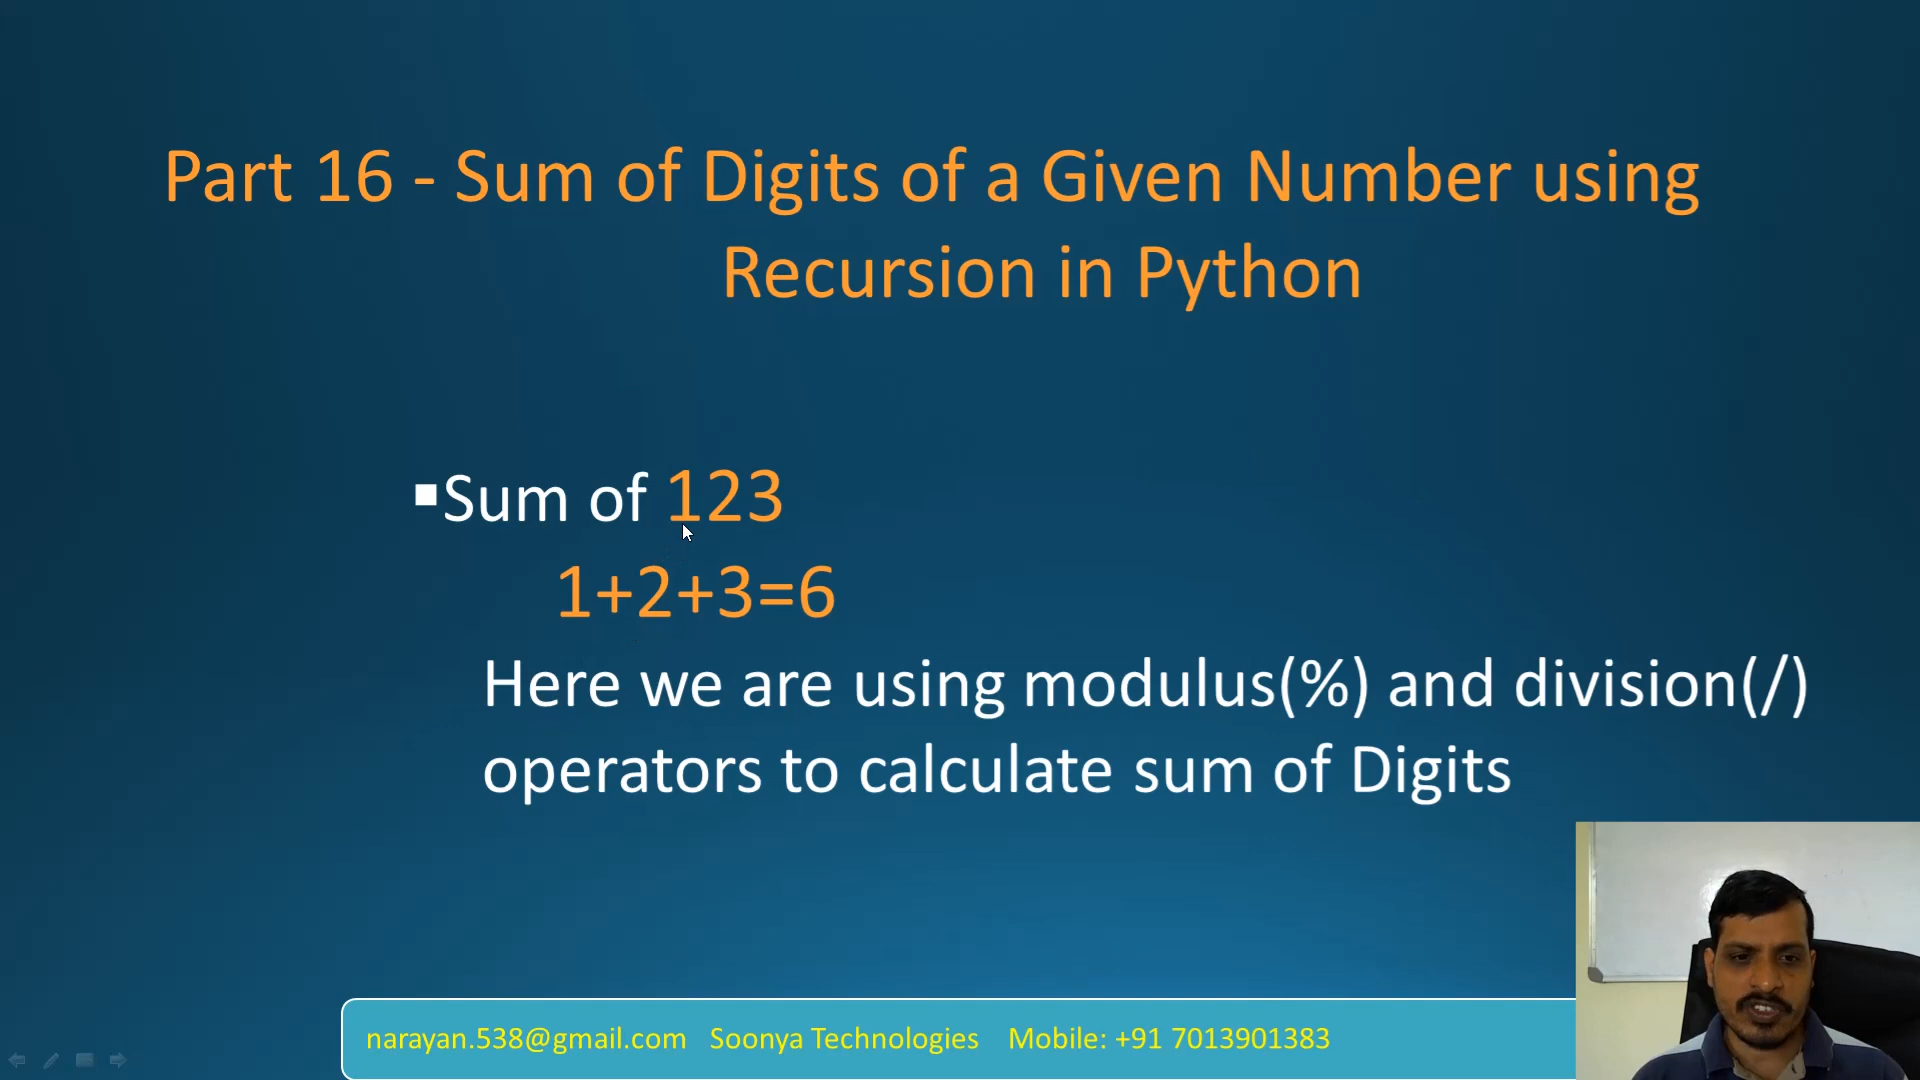 Part 16 - Sum of Digits of a Given Number using
Recursion in Python
▪Sum of 123
1+2+3=6
Here we are using modulus(%) and division(/)
operators to calculate sum of Digits
narayan.538@gmail.com Soonya Technologies Mobile: +91 7013901383